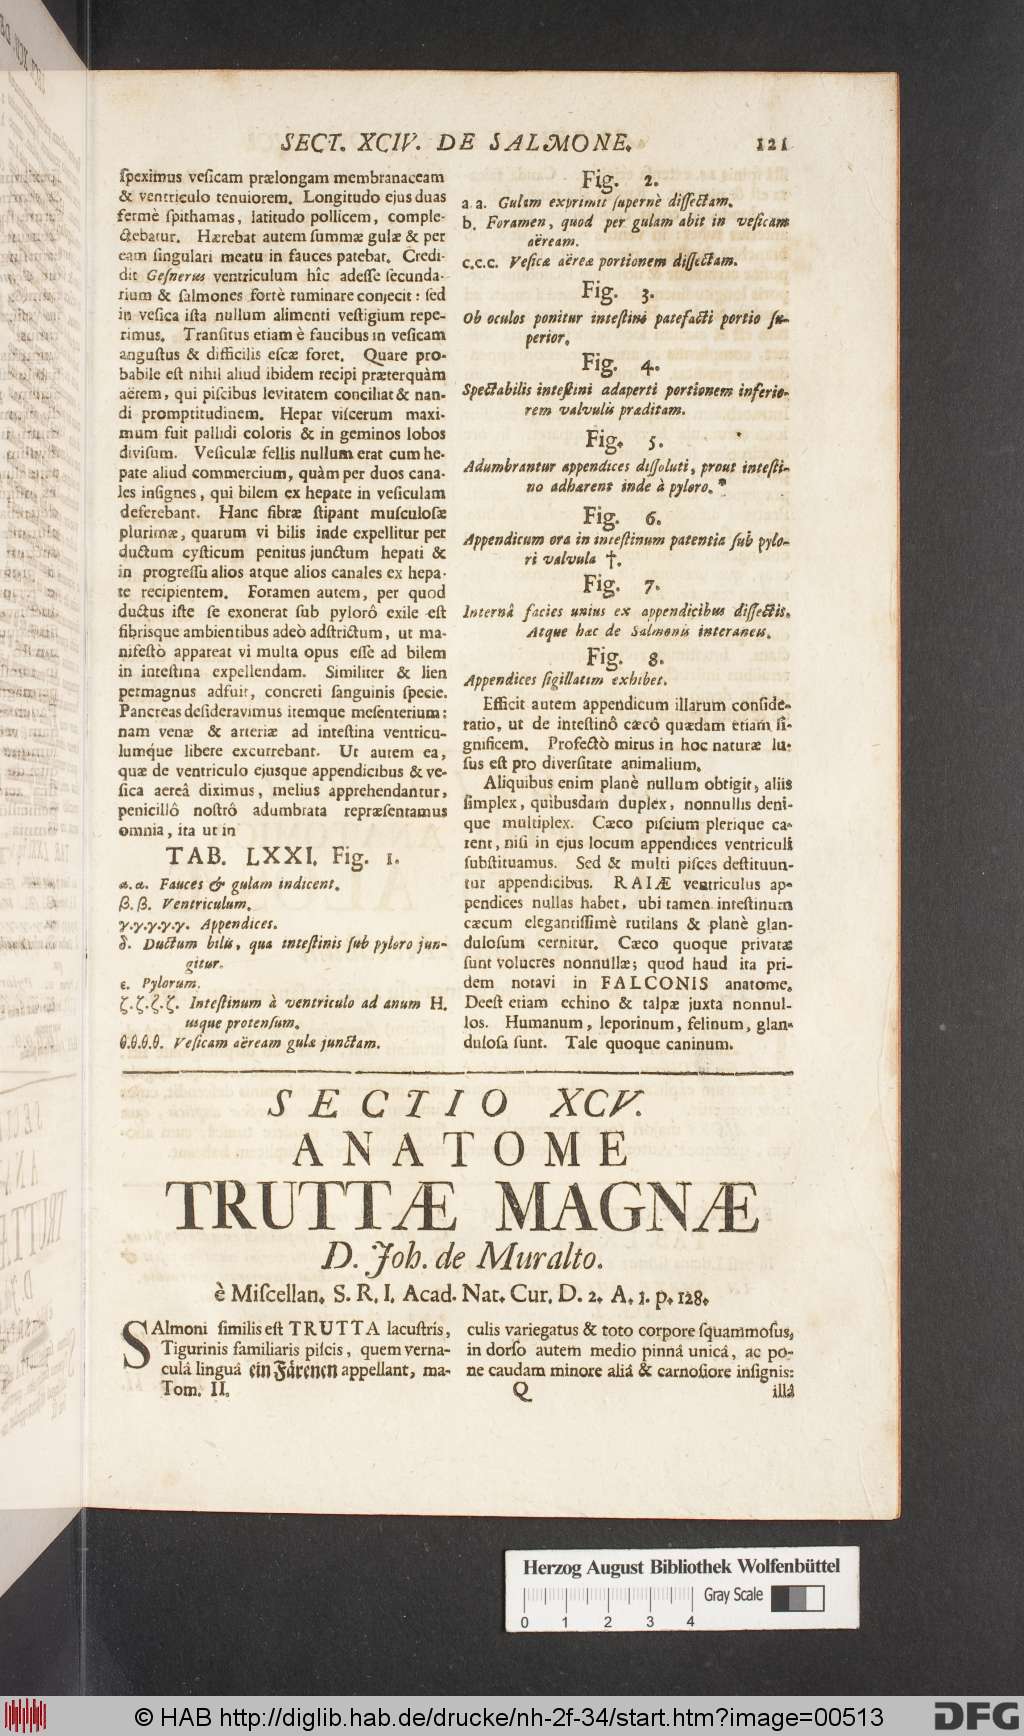 SECT. XCIV. DE SALMONE. 121
ſpeximus veſicam prælongam membranaceam
& ventriculo tenuiorem. Longitudo ejus duas
fermè ſpithamas, latitudo pollicem, comple-
ctebatur. Hærebat autem ſummæ gulæ & per
eam ſingulari meatu in fauces patebat. Credi-
dit Geſnerus ventriculum hîc adeſſe ſecunda-
rium & ſalmones fortè ruminare conjecit: ſed
in veſica iſta nullum alimenti veſtigium repe-
rimus. Tranſitus etiam è faucibus in veſicam
anguſtus & difficilis eſcæ foret. Quare pro-
babile eſt nihil aliud ibidem recipi præterquàm
aërem, qui piſcibus levitatem conciliat & nan-
di promptitudinem. Hepar viſcerum maxi-
mum fuit pallidi coloris & in geminos lobos
diviſum. Veſiculæ fellis nullum erat cum he-
pate aliud commercium, quàm per duos cana-
les inſignes, qui bilem ex hepate in veſiculam
deferebant. Hanc fibræ ſtipant muſculoſæ
plurimæ, quarum vi bilis inde expellitur per
ductum cyſticum penitus junctum hepati &
in progreſſu alios atque alios canales ex hepa-
te recipientem. Foramen autem, per quod
ductus iſte ſe exonerat ſub pylorô exile eſt
fibrisque ambientibus adeò adſtrictum, ut ma-
nifeſtò appareat vi multa opus eſſe ad bilem
in inteſtina expellendam. Similiter & lien
permagnus adfuit, concreti ſanguinis ſpecie.
Pancreas deſideravimus itemque meſenterium:
nam venæ & arteriæ ad inteſtina ventricu-
lumque libere excurrebant. Ut autem ea,
quæ de ventriculo ejusque appendicibus & ve-
ſica aereâ diximus, melius apprehendantur,
penicillô noſtrô adumbrata repræſentamus
omnia, ita ut in
TAB. LXXI. Fig. 1.
α.α. Fauces & gulam indicent.
β.β. Ventriculum.
γ.γ.γ.γ.γ. Appendices.
δ. Ductum bilis, qua inteſtinis ſub pyloro jun-
gitur.
ε. Pylorum.
ζ.ζ.ζ.ζ. Inteſtinum à ventriculo ad anum H.
usque protenſum.
θ.θ.θ.θ. Veſicam aëream gulæ junctam.
Fig. 2.
a a. Gulam exprimit ſupernè diſſectam.
b. Foramen, quod per gulam abit in veſicam
aëream.
c.c.c. Veſicæ aëreæ portionem diſſectam.
Fig. 3.
Ob oculos ponitur inteſtini patefacti portio ſu-
perior.
Fig. 4.
Spectabilis inteſtini adaperti portionem inferio-
rem valvulis præditam.
Fig. 5.
Adumbrantur appendices diſſoluti, prout inteſti-
no adhærent inde à pyloro. *
Fig. 6.
Appendicum ora in inteſtinum patentia ſub pylo-
ri valvula †.
Fig. 7.
Internâ facies unius ex appendicibus diſſectis.
Atque hæc de Salmonis interaneis.
Fig. 8.
Appendices ſigillatim exhibet.
Efficit autem appendicum illarum conſide-
ratio, ut de inteſtinô cæcô quædam etiam ſi-
gnificem. Profectò mirus in hoc naturæ lu-
ſus eſt pro diverſitate animalium.
Aliquibus enim planè nullum obtigit, aliis
ſimplex, quibusdam duplex, nonnullis deni-
que multiplex. Cæco piſcium plerique ca-
rent, niſi in ejus locum appendices ventriculi
ſubſtituamus. Sed & multi piſces deſtituun-
tur appendicibus. RAIÆ ventriculus ap-
pendices nullas habet, ubi tamen inteſtinum
cæcum elegantiſſimè rutilans & planè glan-
duloſum cernitur. Cæco quoque privatæ
ſunt volucres nonnullæ; quod haud ita pri-
dem notavi in FALCONIS anatome.
Deeſt etiam echino & talpæ juxta nonnul-
los. Humanum, leporinum, felinum, glan-
duloſa ſunt. Tale quoque caninum.
SECTIO XCV.
ANATOME
TRUTTÆ MAGNÆ
D. Joh. de Muralto.
è Miſcellan. S. R. I. Acad. Nat. Cur. D. 2. A. 1. p. 128.
SAlmoni ſimilis eſt TRUTTA lacuſtris,
Tigurinis familiaris piſcis, quem verna-
culâ linguâ ein Färenen appellant, ma-
culis variegatus & toto corpore ſquammoſus,
in dorſo autem medio pinnâ unicâ, ac po-
ne caudam minore aliâ & carnoſiore inſignis:
Tom. II. Q illâ
Herzog August Bibliothek Wolfenbüttel
Gray Scale
0 1 2 3 4
© HAB http://diglib.hab.de/drucke/nh-2f-34/start.htm?image=00513
DFG